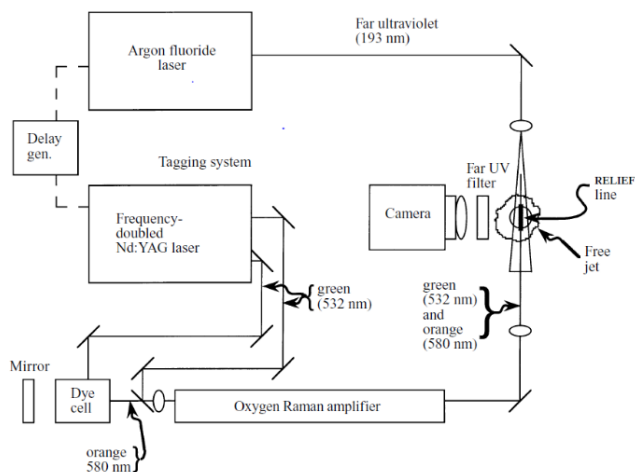 Far ultraviolet
(193 nm)
Argon fluoride
laser
Delay
gen.
Tagging system
Far UV
filter
RELIEF
line
Camera
Frequency-
doubled
Nd:YAG laser
Free
jet
green
(532 nm)
green
(532 nm)
and
orange
(580 nm)
Mirror
Dye
cell
Oxygen Raman amplifier
orange
580 nm